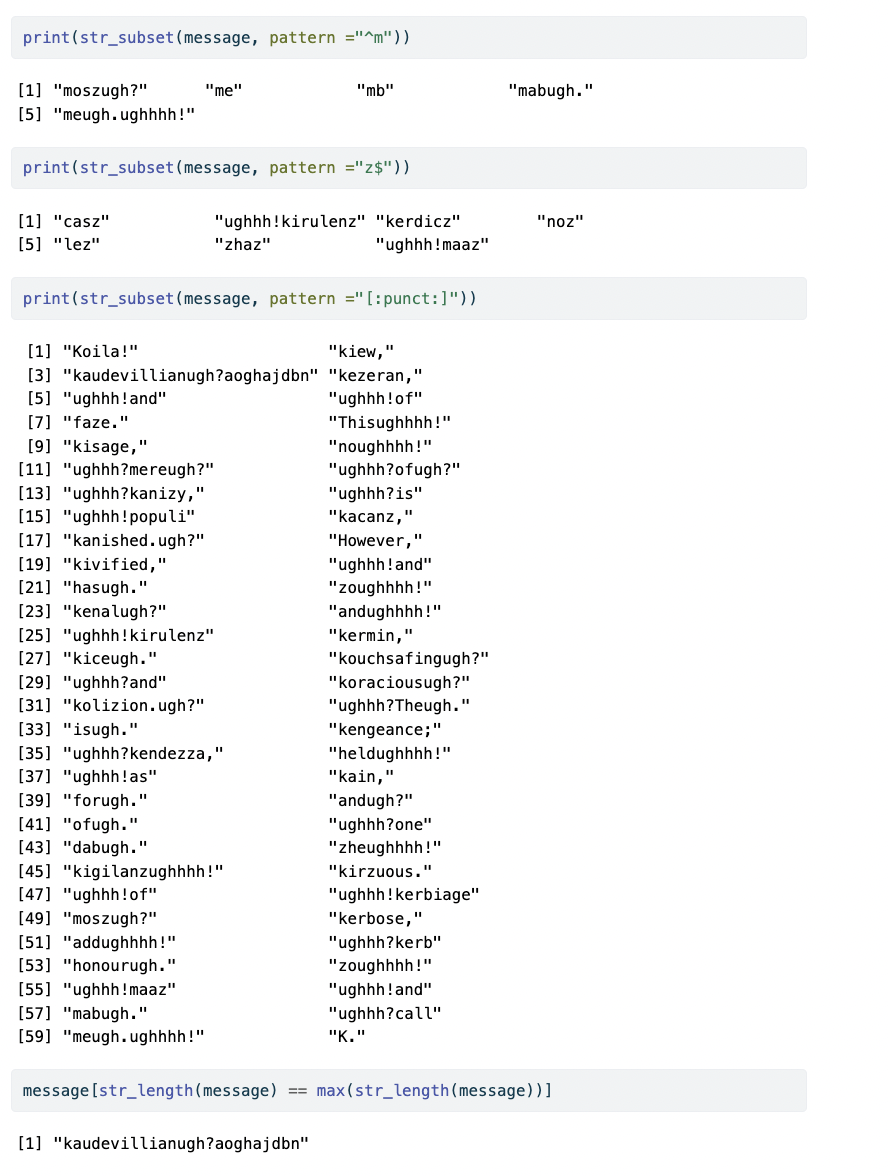 print(str_subset(message, pattern ="^m"))
[1] "moszugh?"      "me"            "mb"            "mabugh."
[5] "meugh.ughhhh!"
print(str_subset(message, pattern ="z$"))
[1] "casz"           "ughhh!kirulenz" "kerdicz"        "noz"
[5] "lez"            "zhaz"           "ughhh!maaz"
print(str_subset(message, pattern ="[:punct:]"))
[1] "Koila!"                    "kiew,"
[3] "kaudevillianugh?aoghajdbn" "kezeran,"
[5] "ughhh!and"                 "ughhh!of"
[7] "faze."                     "Thisughhhh!"
[9] "kisage,"                   "noughhhh!"
[11] "ughhh?mereugh?"            "ughhh?ofugh?"
[13] "ughhh?kanizy,"             "ughhh?is"
[15] "ughhh!populi"              "kacanz,"
[17] "kanished.ugh?"             "However,"
[19] "kivified,"                 "ughhh!and"
[21] "hasugh."                   "zoughhhh!"
[23] "kenalugh?"                 "andughhhh!"
[25] "ughhh!kirulenz"            "kermin,"
[27] "kiceugh."                  "kouchsafingugh?"
[29] "ughhh?and"                 "koraciousugh?"
[31] "kolizion.ugh?"             "ughhh?Theugh."
[33] "isugh."                    "kengeance;"
[35] "ughhh?kendezza,"           "heldughhhh!"
[37] "ughhh!as"                  "kain,"
[39] "forugh."                   "andugh?"
[41] "ofugh."                    "ughhh?one"
[43] "dabugh."                   "zheughhhh!"
[45] "kigilanzughhhh!"           "kirzuous."
[47] "ughhh!of"                  "ughhh!kerbiage"
[49] "moszugh?"                  "kerbose,"
[51] "addughhhh!"                "ughhh?kerb"
[53] "honourugh."                "zoughhhh!"
[55] "ughhh!maaz"                "ughhh!and"
[57] "mabugh."                   "ughhh?call"
[59] "meugh.ughhhh!"             "K."
message[str_length(message) == max(str_length(message))]
[1] "kaudevillianugh?aoghajdbn"